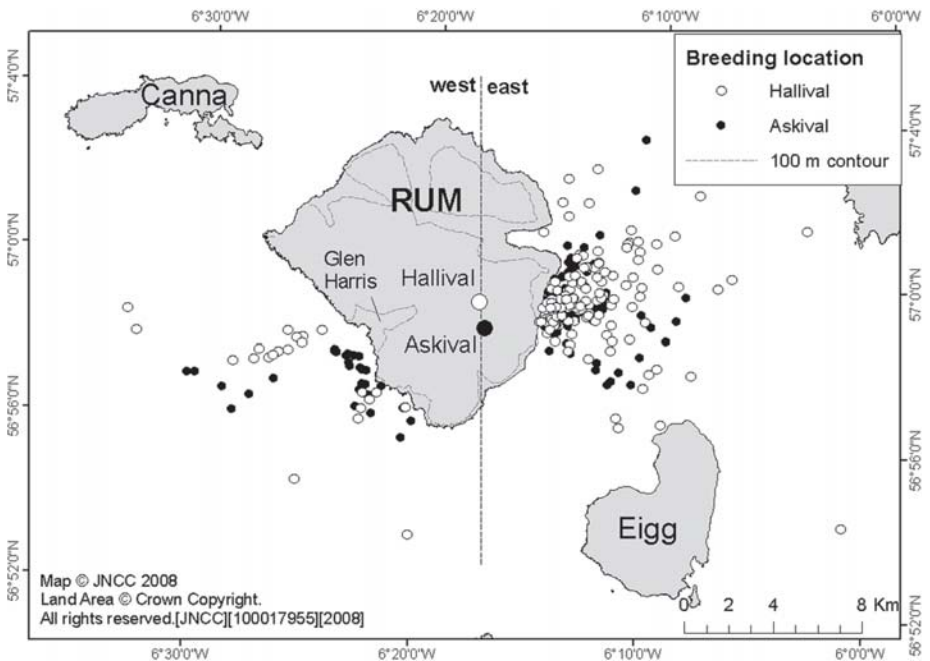 6°30'0"W 6°20'0"W 6°10'0"W 6°0'0"W
57°4'0"N
57°0'0"N
56°56'0"N
56°52'0"N
Canna
west east
Breeding location
Hallival
Askival
100 m contour
RUM
Glen
Harris
Hallival
Askival
Eigg
57°4'0"N
57°0'0"N
56°56'0"N
56°52'0"N
Map © JNCC 2008
Land Area © Crown Copyright.
All rights reserved.[JNCC][100017955][2008]
0 2 4 8 Km
6°30'0"W 6°20'0"W 6°10'0"W 6°0'0"W